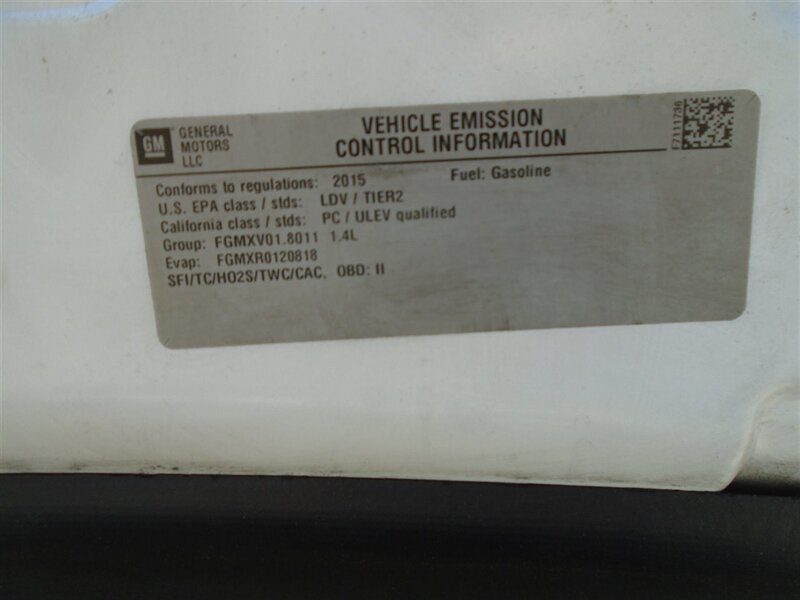 GM
GENERAL
MOTORS
LLC
VEHICLE EMISSION
CONTROL INFORMATION
F7111736
Conforms to regulations: 2015 Fuel: Gasoline
U.S. EPA class / stds: LDV / TIER2
California class / stds: PC / ULEV qualified
Group: FGMXV01.8011 1.4L
Evap: FGMXR0120818
SFI/TC/HO2S/TWC/CAC, OBD: II